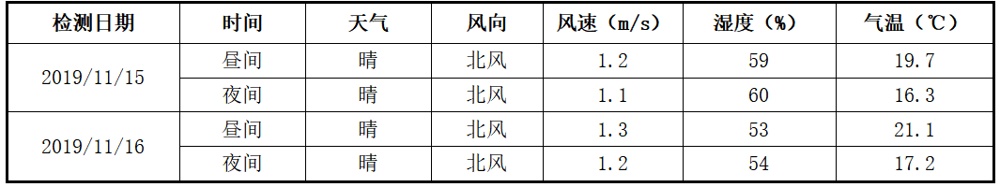 检测日期 时间 天气 风向 风速（m/s） 湿度（%） 气温（℃）
2019/11/15 昼间 晴 北风 1.2 59 19.7
夜间 晴 北风 1.1 60 16.3
2019/11/16 昼间 晴 北风 1.3 53 21.1
夜间 晴 北风 1.2 54 17.2